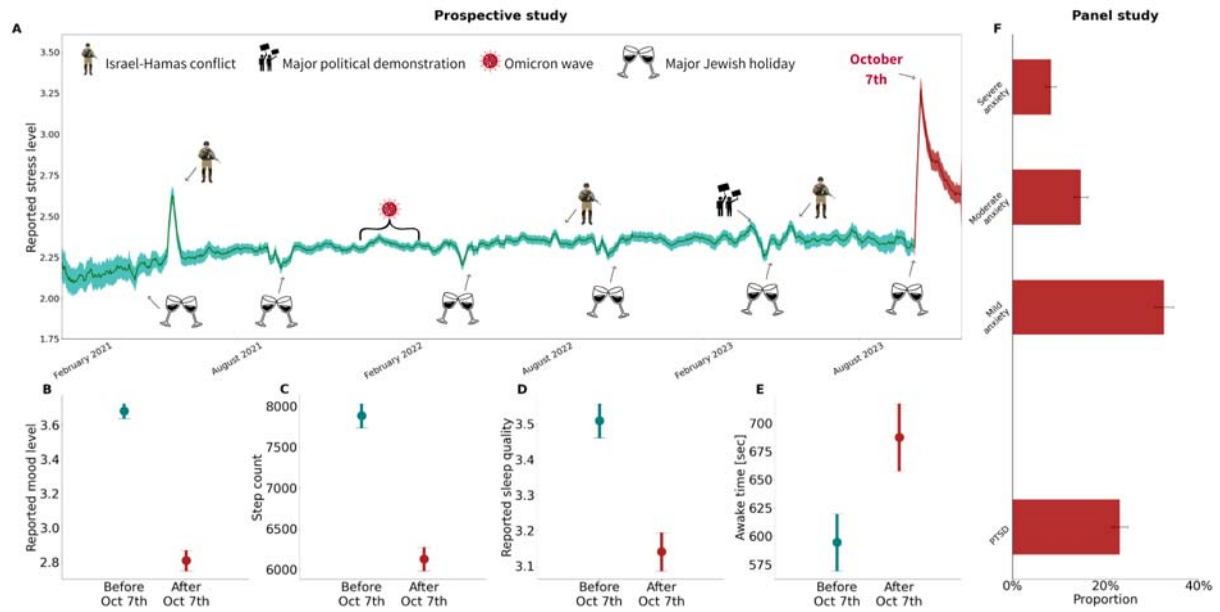 Prospective study
Panel study
A
F
Israel-Hamas conflict
Major political demonstration
Omicron wave
Major Jewish holiday
October
7th
Reported stress level
3.50
3.25
3.00
2.75
2.50
2.25
2.00
1.75
February 2021
August 2021
February 2022
August 2022
February 2023
August 2023
B
Reported mood level
3.6
3.4
3.2
3.0
2.8
Before
Oct 7th
After
Oct 7th
C
Step count
8000
7500
7000
6500
6000
Before
Oct 7th
After
Oct 7th
D
Reported sleep quality
3.5
3.4
3.3
3.2
3.1
Before
Oct 7th
After
Oct 7th
E
Awake time [sec]
700
675
650
625
600
575
Before
Oct 7th
After
Oct 7th
Severe
anxiety
Moderate
anxiety
Mild
anxiety
PTSD
0%
20%
40%
Proportion